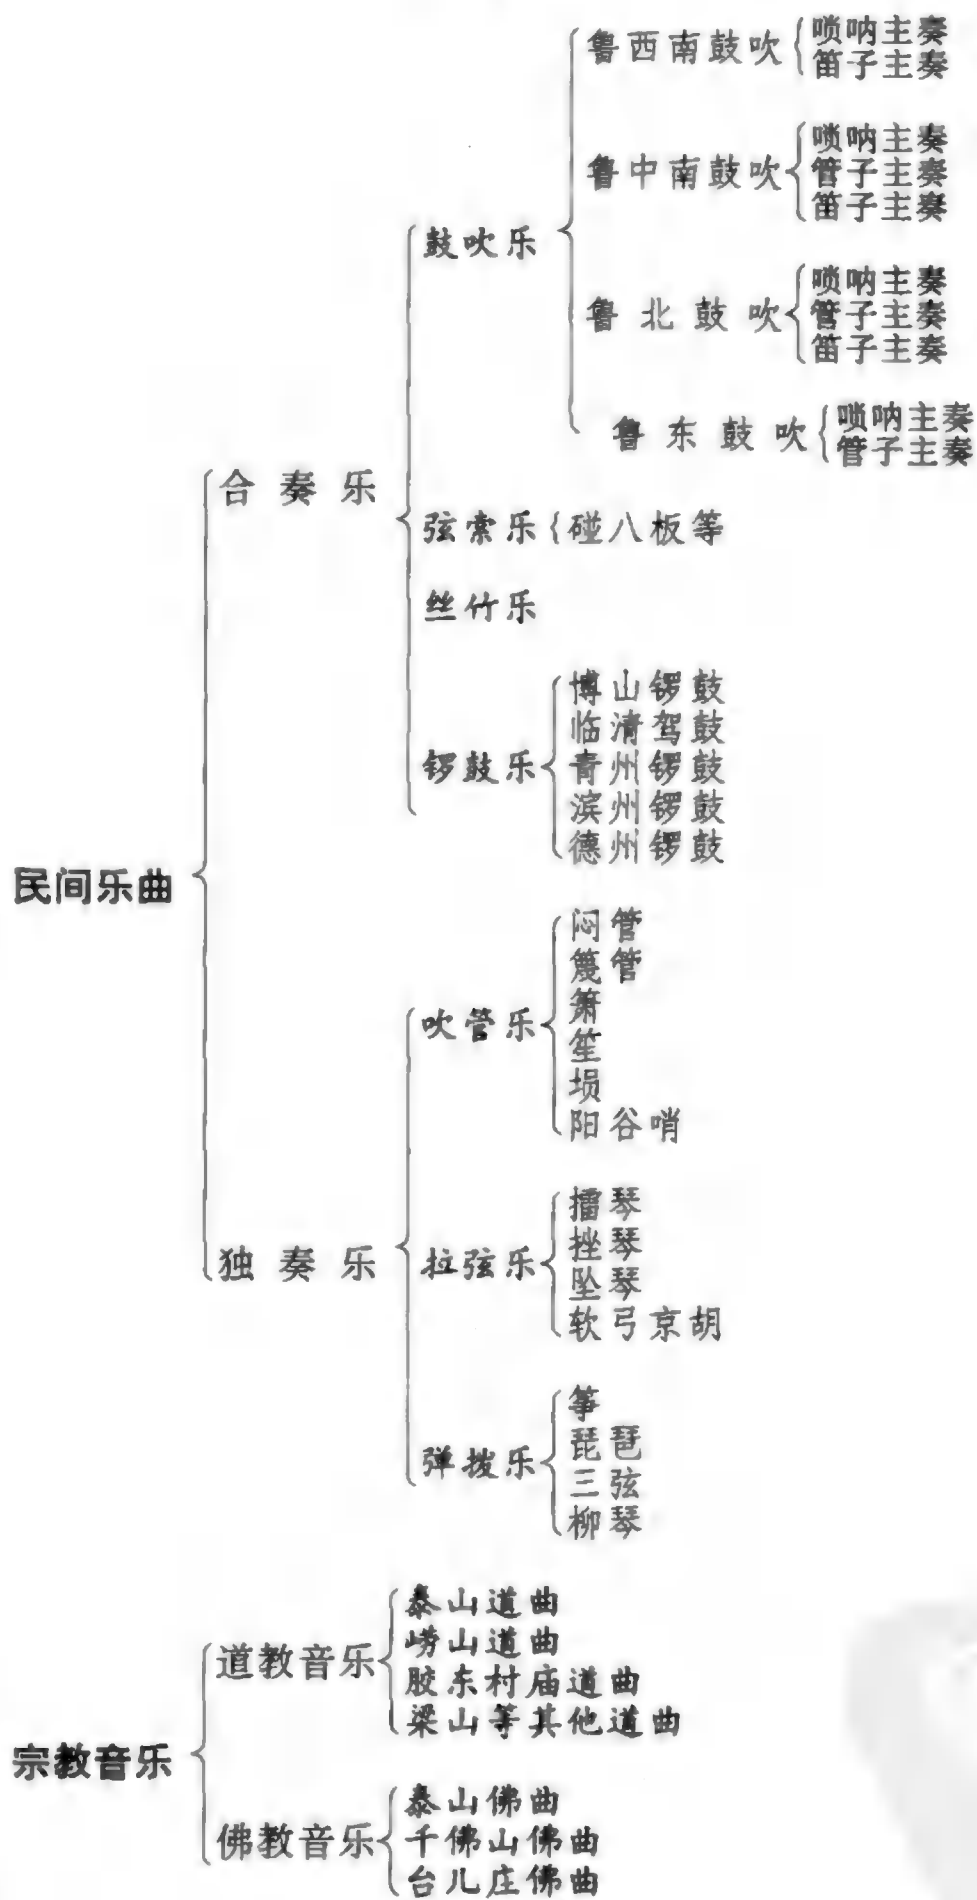 民间乐曲
合奏乐
鼓吹乐
鲁西南鼓吹
唢呐主奏
笛子主奏
鲁中南鼓吹
唢呐主奏
管子主奏
笛子主奏
鲁北鼓吹
唢呐主奏
管子主奏
笛子主奏
鲁东鼓吹
唢呐主奏
管子主奏
弦索乐
碰八板等
丝竹乐
锣鼓乐
博山锣鼓
临清驾鼓
青州锣鼓
滨州锣鼓
德州锣鼓
独奏乐
吹管乐
闷管
篾管
箫
笙
埙
阳谷哨
拉弦乐
擂琴
挫琴
坠琴
软弓京胡
弹拨乐
筝
琵琶
三弦
柳琴
宗教音乐
道教音乐
泰山道曲
崂山道曲
胶东村庙道曲
梁山等其他道曲
佛教音乐
泰山佛曲
千佛山佛曲
台儿庄佛曲